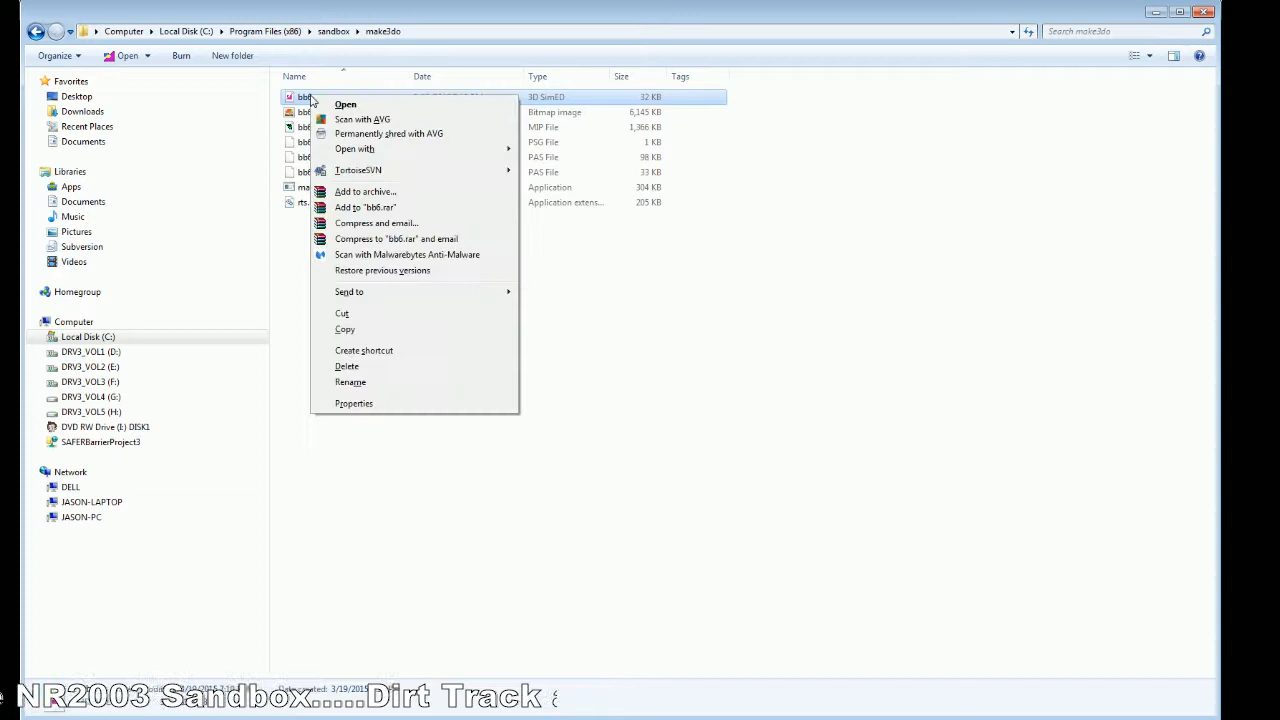 Computer ▸ Local Disk (C:) ▸ Program Files (x86) ▸ sandbox ▸ make3do
Search make3do
Organize Open Burn New folder
Name Date Type Size Tags
Favorites
Desktop
Downloads
Recent Places
Documents
Libraries
Apps
Documents
Music
Pictures
Subversion
Videos
Homegroup
Computer
Local Disk (C:)
DRV3_VOL1 (D:)
DRV3_VOL2 (E:)
DRV3_VOL3 (F:)
DRV3_VOL4 (G:)
DRV3_VOL5 (H:)
DVD RW Drive (I:) DISK1
SAFERBarrierProject3
Network
DELL
JASON-LAPTOP
JASON-PC
3D SimED 32 KB
Bitmap image 6,145 KB
MIP File 1,366 KB
PSG File 1 KB
PAS File 98 KB
PAS File 33 KB
Application 304 KB
rts. Application extens... 205 KB
Open
Scan with AVG
Permanently shred with AVG
Open with
TortoiseSVN
Add to archive...
Add to "bb6.rar"
Compress and email...
Compress to "bb6.rar" and email
Scan with Malwarebytes Anti-Malware
Restore previous versions
Send to
Cut
Copy
Create shortcut
Delete
Rename
Properties
Date created: 3/19/2015
NR2003 Sandbox.....Dirt Track